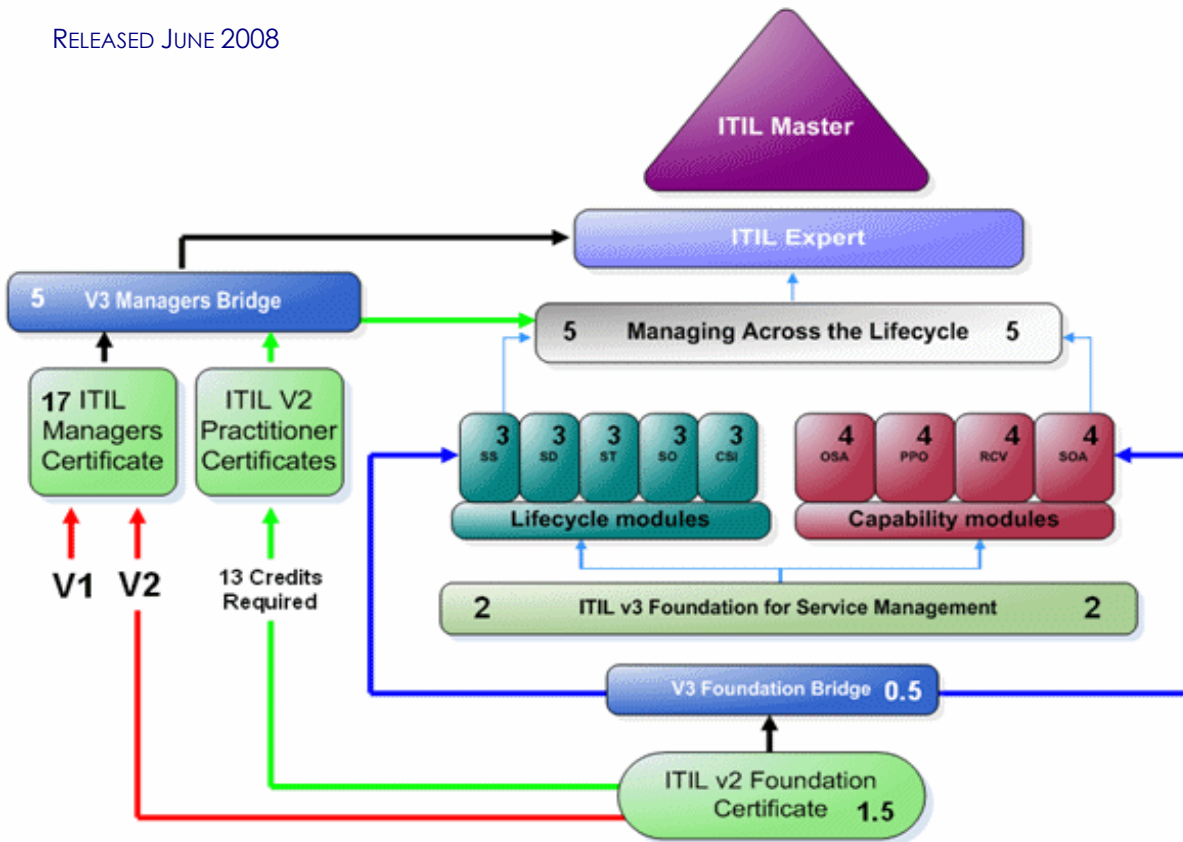 RELEASED JUNE 2008
ITIL Master
ITIL Expert
5 V3 Managers Bridge
5 Managing Across the Lifecycle 5
17 ITIL
Managers
Certificate
ITIL V2
Practitioner
Certificates
3 3 3 3 3
SS SD ST SO CSI
Lifecycle modules
4 4 4 4
OSA PPO RCV SOA
Capability modules
V1 V2
13 Credits
Required
2 ITIL v3 Foundation for Service Management 2
V3 Foundation Bridge 0.5
ITIL v2 Foundation
Certificate 1.5